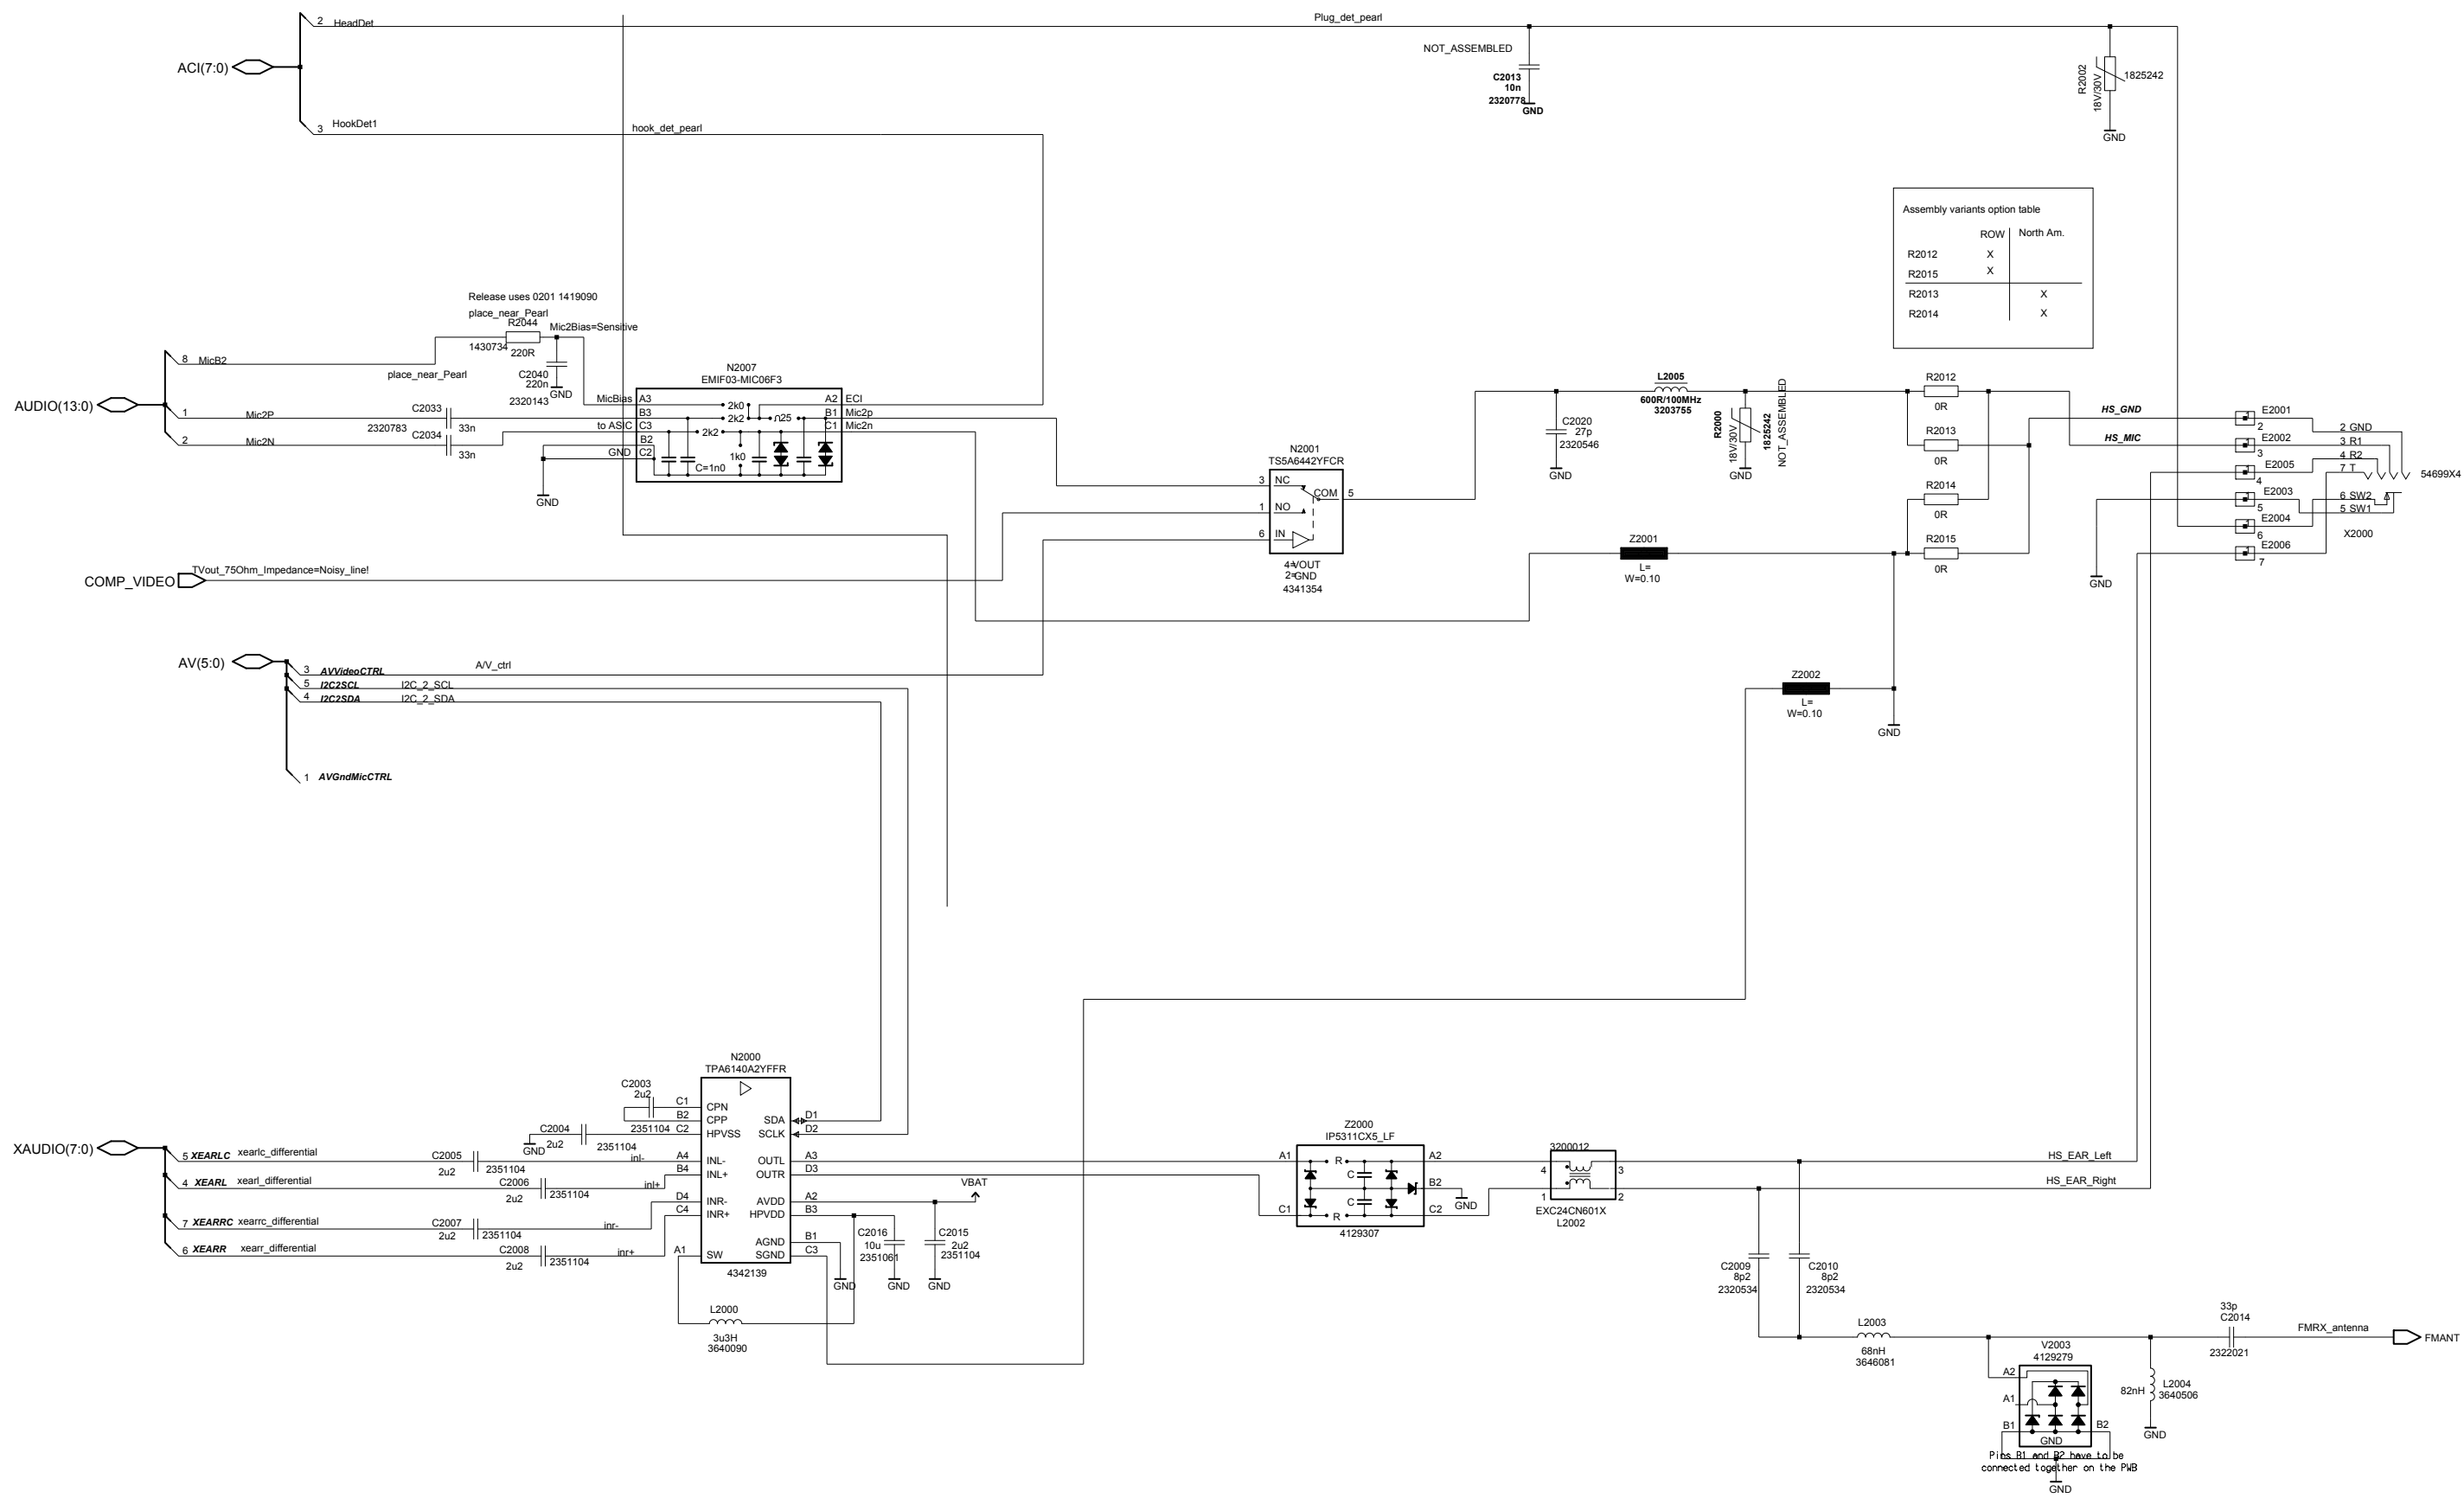 2 HeadDet
Plug_det_pearl
ACI(7:0)
NOT_ASSEMBLED
C2013
10n
2320778
GND
R2002
18V/30V
1825242
GND
3 HookDet1
hook_det_pearl
Assembly variants option table
ROW North Am.
R2012 X
R2015 X
R2013 X
R2014 X
Release uses 0201 1419090
place_near_Pearl
R2044
Mic2Bias=Sensitive
1430734
220R
8 MicB2
place_near_Pearl
C2040
220n
GND
2320143
AUDIO(13:0)
1 Mic2P
C2033
2320783
33n
2 Mic2N
C2034
33n
N2007
EMIF03-MIC06F3
MicBias A3
B3
to ASIC C3
B2
GND C2
2k0
2k2
2k2
1k0
C=1n0
A2 ECI
B1 Mic2p
C1 Mic2n
GND
N2001
TS5A6442YFCR
3 NC
1 NO
6 IN
COM 5
4=VOUT
2=GND
4341354
C2020
27p
2320546
GND
L2005
600R/100MHz
3203755
R2000
18V/30V
1825242
NOT_ASSEMBLED
GND
R2012
0R
R2013
0R
R2014
0R
R2015
0R
HS_GND
HS_MIC
1 E2001
2
1 E2002
3
1 E2005
4
1 E2003
5
1 E2004
6
1 E2006
7
2 GND
3 R1
4 R2
7 T
6 SW2
5 SW1
54699X4
X2000
GND
COMP_VIDEO
TVout_75Ohm_Impedance=Noisy_line!
Z2001
L=
W=0.10
AV(5:0)
3 AVVideoCTRL A/V_ctrl
5 I2C2SCL I2C_2_SCL
4 I2C2SDA I2C_2_SDA
1 AVGndMicCTRL
Z2002
L=
W=0.10
GND
N2000
TPA6140A2YFFR
C2003
2u2
C1 CPN
B2 CPP
2351104 C2 HPVSS
C2004
2u2
2351104
GND
SDA D1
SCLK D2
XAUDIO(7:0)
5 XEARLC xearlc_differential
C2005
2u2
2351104
inl-
A4 INL-
OUTL A3
4 XEARL xearl_differential
C2006
2u2
2351104
inl+
B4 INL+
OUTR D3
7 XEARRC xearrc_differential
C2007
2u2
2351104
inr-
D4 INR-
AVDD A2
6 XEARR xearr_differential
C2008
2u2
2351104
inr+
C4 INR+
HPVDD B3
AGND B1
A1 SW
SGND C3
4342139
VBAT
C2016
10u
2351061
GND
C2015
2u2
2351104
GND
GND
L2000
3u3H
3640090
Z2000
IP5311CX5_LF
A1
R
A2
C
B2
C
C1
R
C2
GND
4129307
3200012
4
3
1
2
EXC24CN601X
L2002
HS_EAR_Left
HS_EAR_Right
C2009
8p2
2320534
C2010
8p2
2320534
L2003
68nH
3646081
33p
C2014
2322021
FMRX_antenna
FMANT
V2003
4129279
A2
A1
B1
B2
GND
82nH
L2004
3640506
GND
Pins B1 and B2 have to be
connected together on the PWB
GND